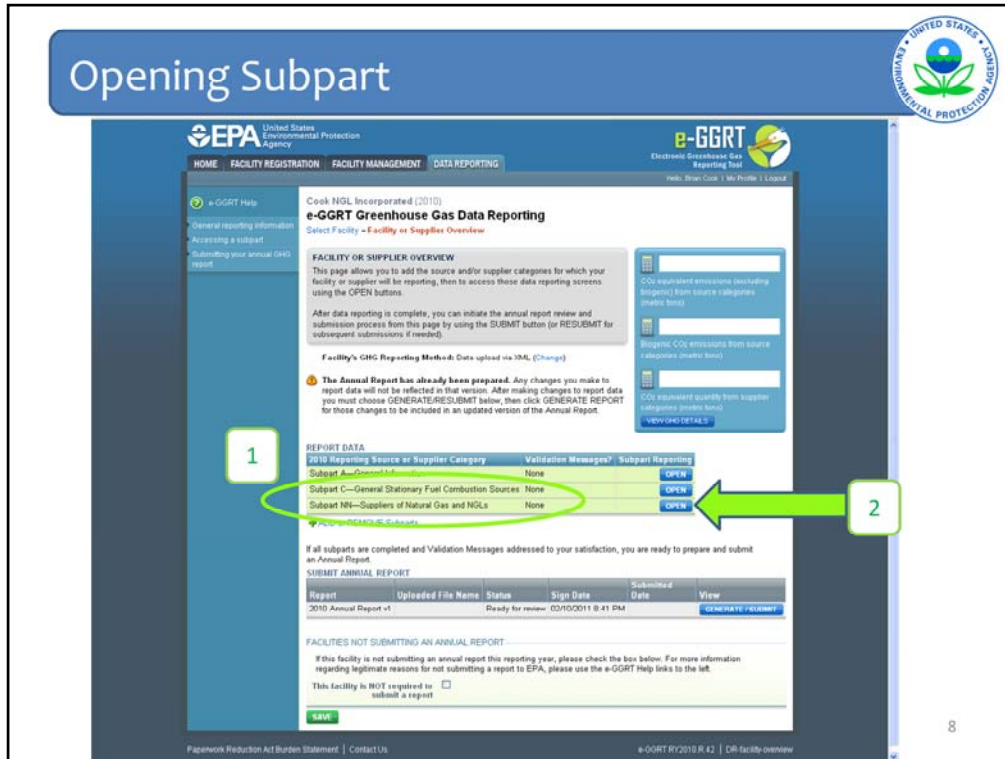 Opening Subpart
UNITED STATES
ENVIRONMENTAL PROTECTION AGENCY
EPA United States
Environmental Protection
Agency
e-GGRT
Electronic Greenhouse Gas
Reporting Tool
HOME FACILITY REGISTRATION FACILITY MANAGEMENT DATA REPORTING
Hello, Brian Cook | My Profile | Logout
e-GGRT Help
General reporting information
Accessing a subpart
Submitting your annual GHG
report
Cook NGL Incorporated (2010)
e-GGRT Greenhouse Gas Data Reporting
Select Facility » Facility or Supplier Overview
FACILITY OR SUPPLIER OVERVIEW
This page allows you to add the source and/or supplier categories for which your
facility or supplier will be reporting, then to access those data reporting screens
using the OPEN buttons.
After data reporting is complete, you can initiate the annual report review and
submission process from this page by using the SUBMIT button (or RESUBMIT for
subsequent submissions if needed).
CO2 equivalent emissions (excluding
biogenic) from source categories
(metric tons)
Biogenic CO2 emissions from source
categories (metric tons)
CO2 equivalent quantity from supplier
categories (metric tons)
VIEW GHG DETAILS
Facility's GHG Reporting Method: Data upload via XML (Change)
The Annual Report has already been prepared. Any changes you make to
report data will not be reflected in that version. After making changes to report data
you must choose GENERATE/RESUBMIT below, then click GENERATE REPORT
for those changes to be included in an updated version of the Annual Report.
1
REPORT DATA
2010 Reporting Source or Supplier Category Validation Messages? Subpart Reporting
Subpart A—General None OPEN
Subpart C—General Stationary Fuel Combustion Sources None OPEN
Subpart NN—Suppliers of Natural Gas and NGLs None OPEN
2
ADD or REMOVE Subparts
If all subparts are completed and Validation Messages addressed to your satisfaction, you are ready to prepare and submit
an Annual Report.
SUBMIT ANNUAL REPORT
Report Uploaded File Name Status Sign Date Submitted Date View
2010 Annual Report v1 Ready for review 02/10/2011 8:41 PM GENERATE / SUBMIT
FACILITIES NOT SUBMITTING AN ANNUAL REPORT
If this facility is not submitting an annual report this reporting year, please check the box below. For more information
regarding legitimate reasons for not submitting a report to EPA, please use the e-GGRT Help links to the left.
This facility is NOT required to
submit a report
SAVE
Paperwork Reduction Act Burden Statement | Contact Us
e-GGRT RY2010.R.42 | DR-facility-overview
8